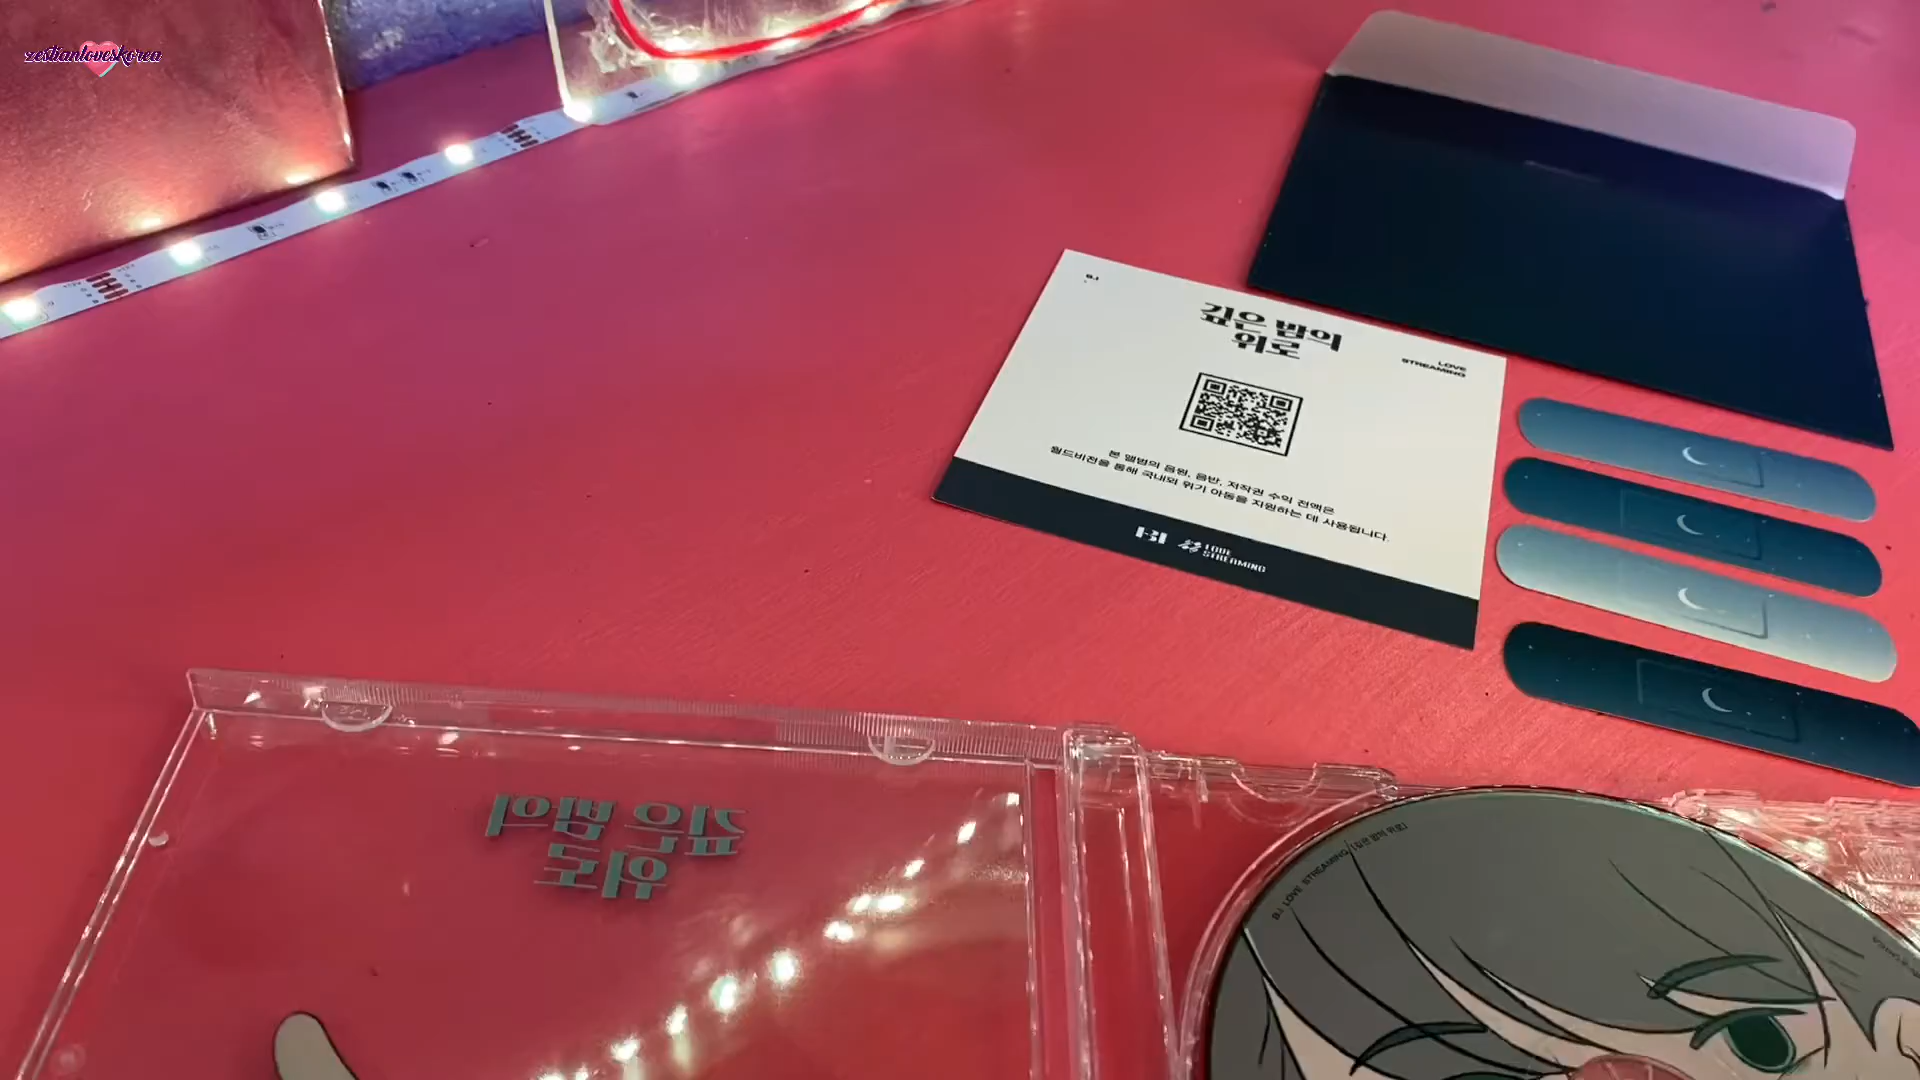 zestianloveskorea
B.I
깊은 밤의
위로
LOVE
STREAMING
본 앨범의 음원, 음반, 저작권 수익 전액은
월드비전을 통해 국내외 위기 아동을 지원하는 데 사용됩니다.
BI LOVE
STREAMING
깊은 밤의
위로
B.I LOVE STREAMING [깊은 밤의 위로]